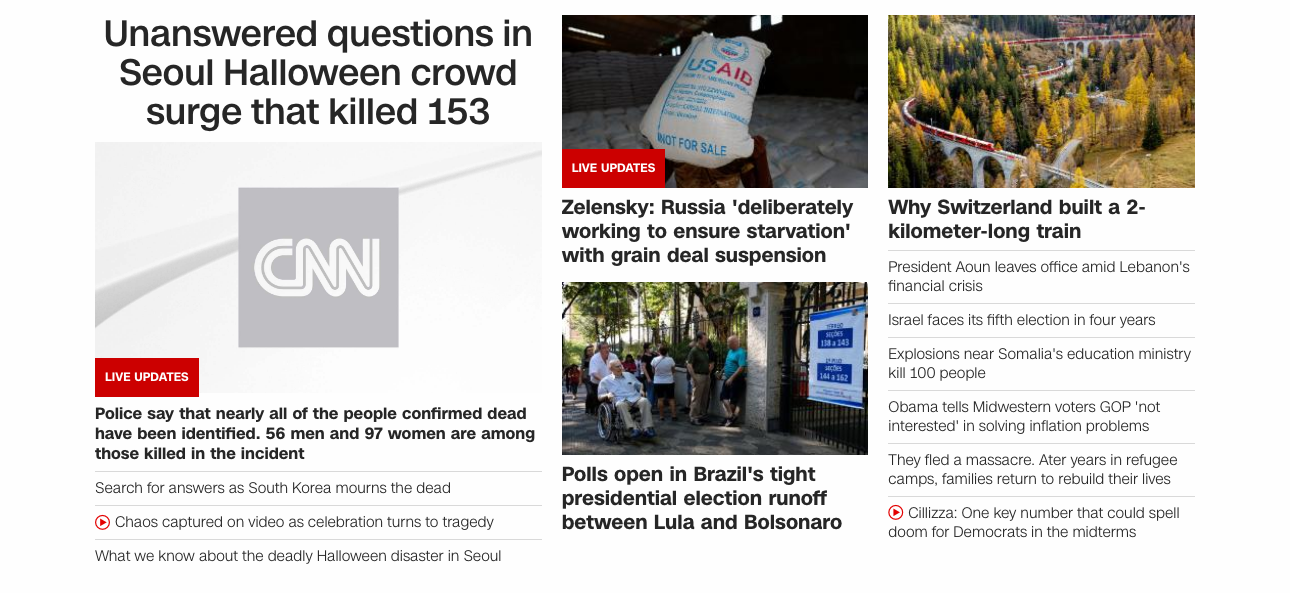 Unanswered questions in
Seoul Halloween crowd
surge that killed 153
CNN
LIVE UPDATES
Police say that nearly all of the people confirmed dead
have been identified. 56 men and 97 women are among
those killed in the incident
Search for answers as South Korea mourns the dead
Chaos captured on video as celebration turns to tragedy
What we know about the deadly Halloween disaster in Seoul
USAID
NOT FOR SALE
LIVE UPDATES
Zelensky: Russia 'deliberately
working to ensure starvation'
with grain deal suspension
SEÇÕES
138 a 143
SEÇÕES
144 a 162
Polls open in Brazil's tight
presidential election runoff
between Lula and Bolsonaro
Why Switzerland built a 2-
kilometer-long train
President Aoun leaves office amid Lebanon's
financial crisis
Israel faces its fifth election in four years
Explosions near Somalia's education ministry
kill 100 people
Obama tells Midwestern voters GOP 'not
interested' in solving inflation problems
They fled a massacre. Ater years in refugee
camps, families return to rebuild their lives
Cillizza: One key number that could spell
doom for Democrats in the midterms